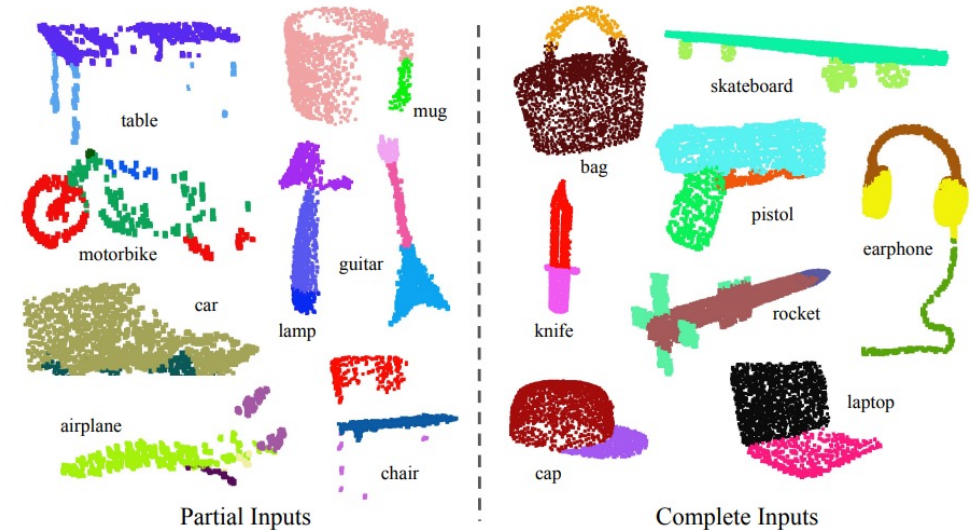 table
mug
motorbike
guitar
car
lamp
airplane
chair
Partial Inputs
skateboard
bag
pistol
earphone
knife
rocket
laptop
cap
Complete Inputs